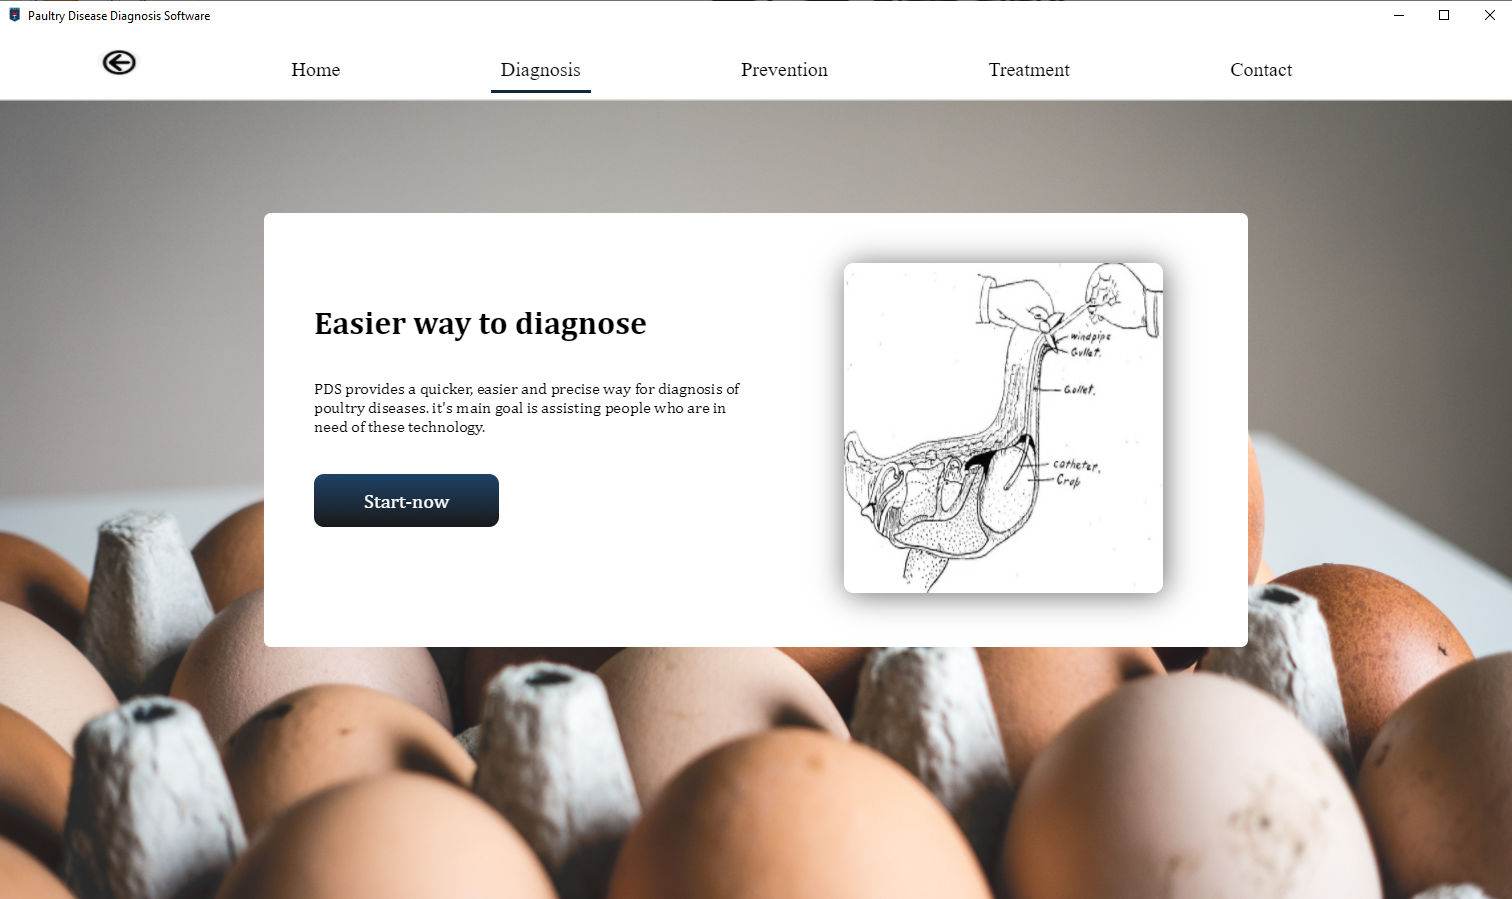 Paultry Disease Diagnosis Software
Home
Diagnosis
Prevention
Treatment
Contact
Easier way to diagnose
PDS provides a quicker, easier and precise way for diagnosis of
poultry diseases. it's main goal is assisting people who are in
need of these technology.
Start-now
windpipe
Gullet.
Gullet.
catheter.
Crop